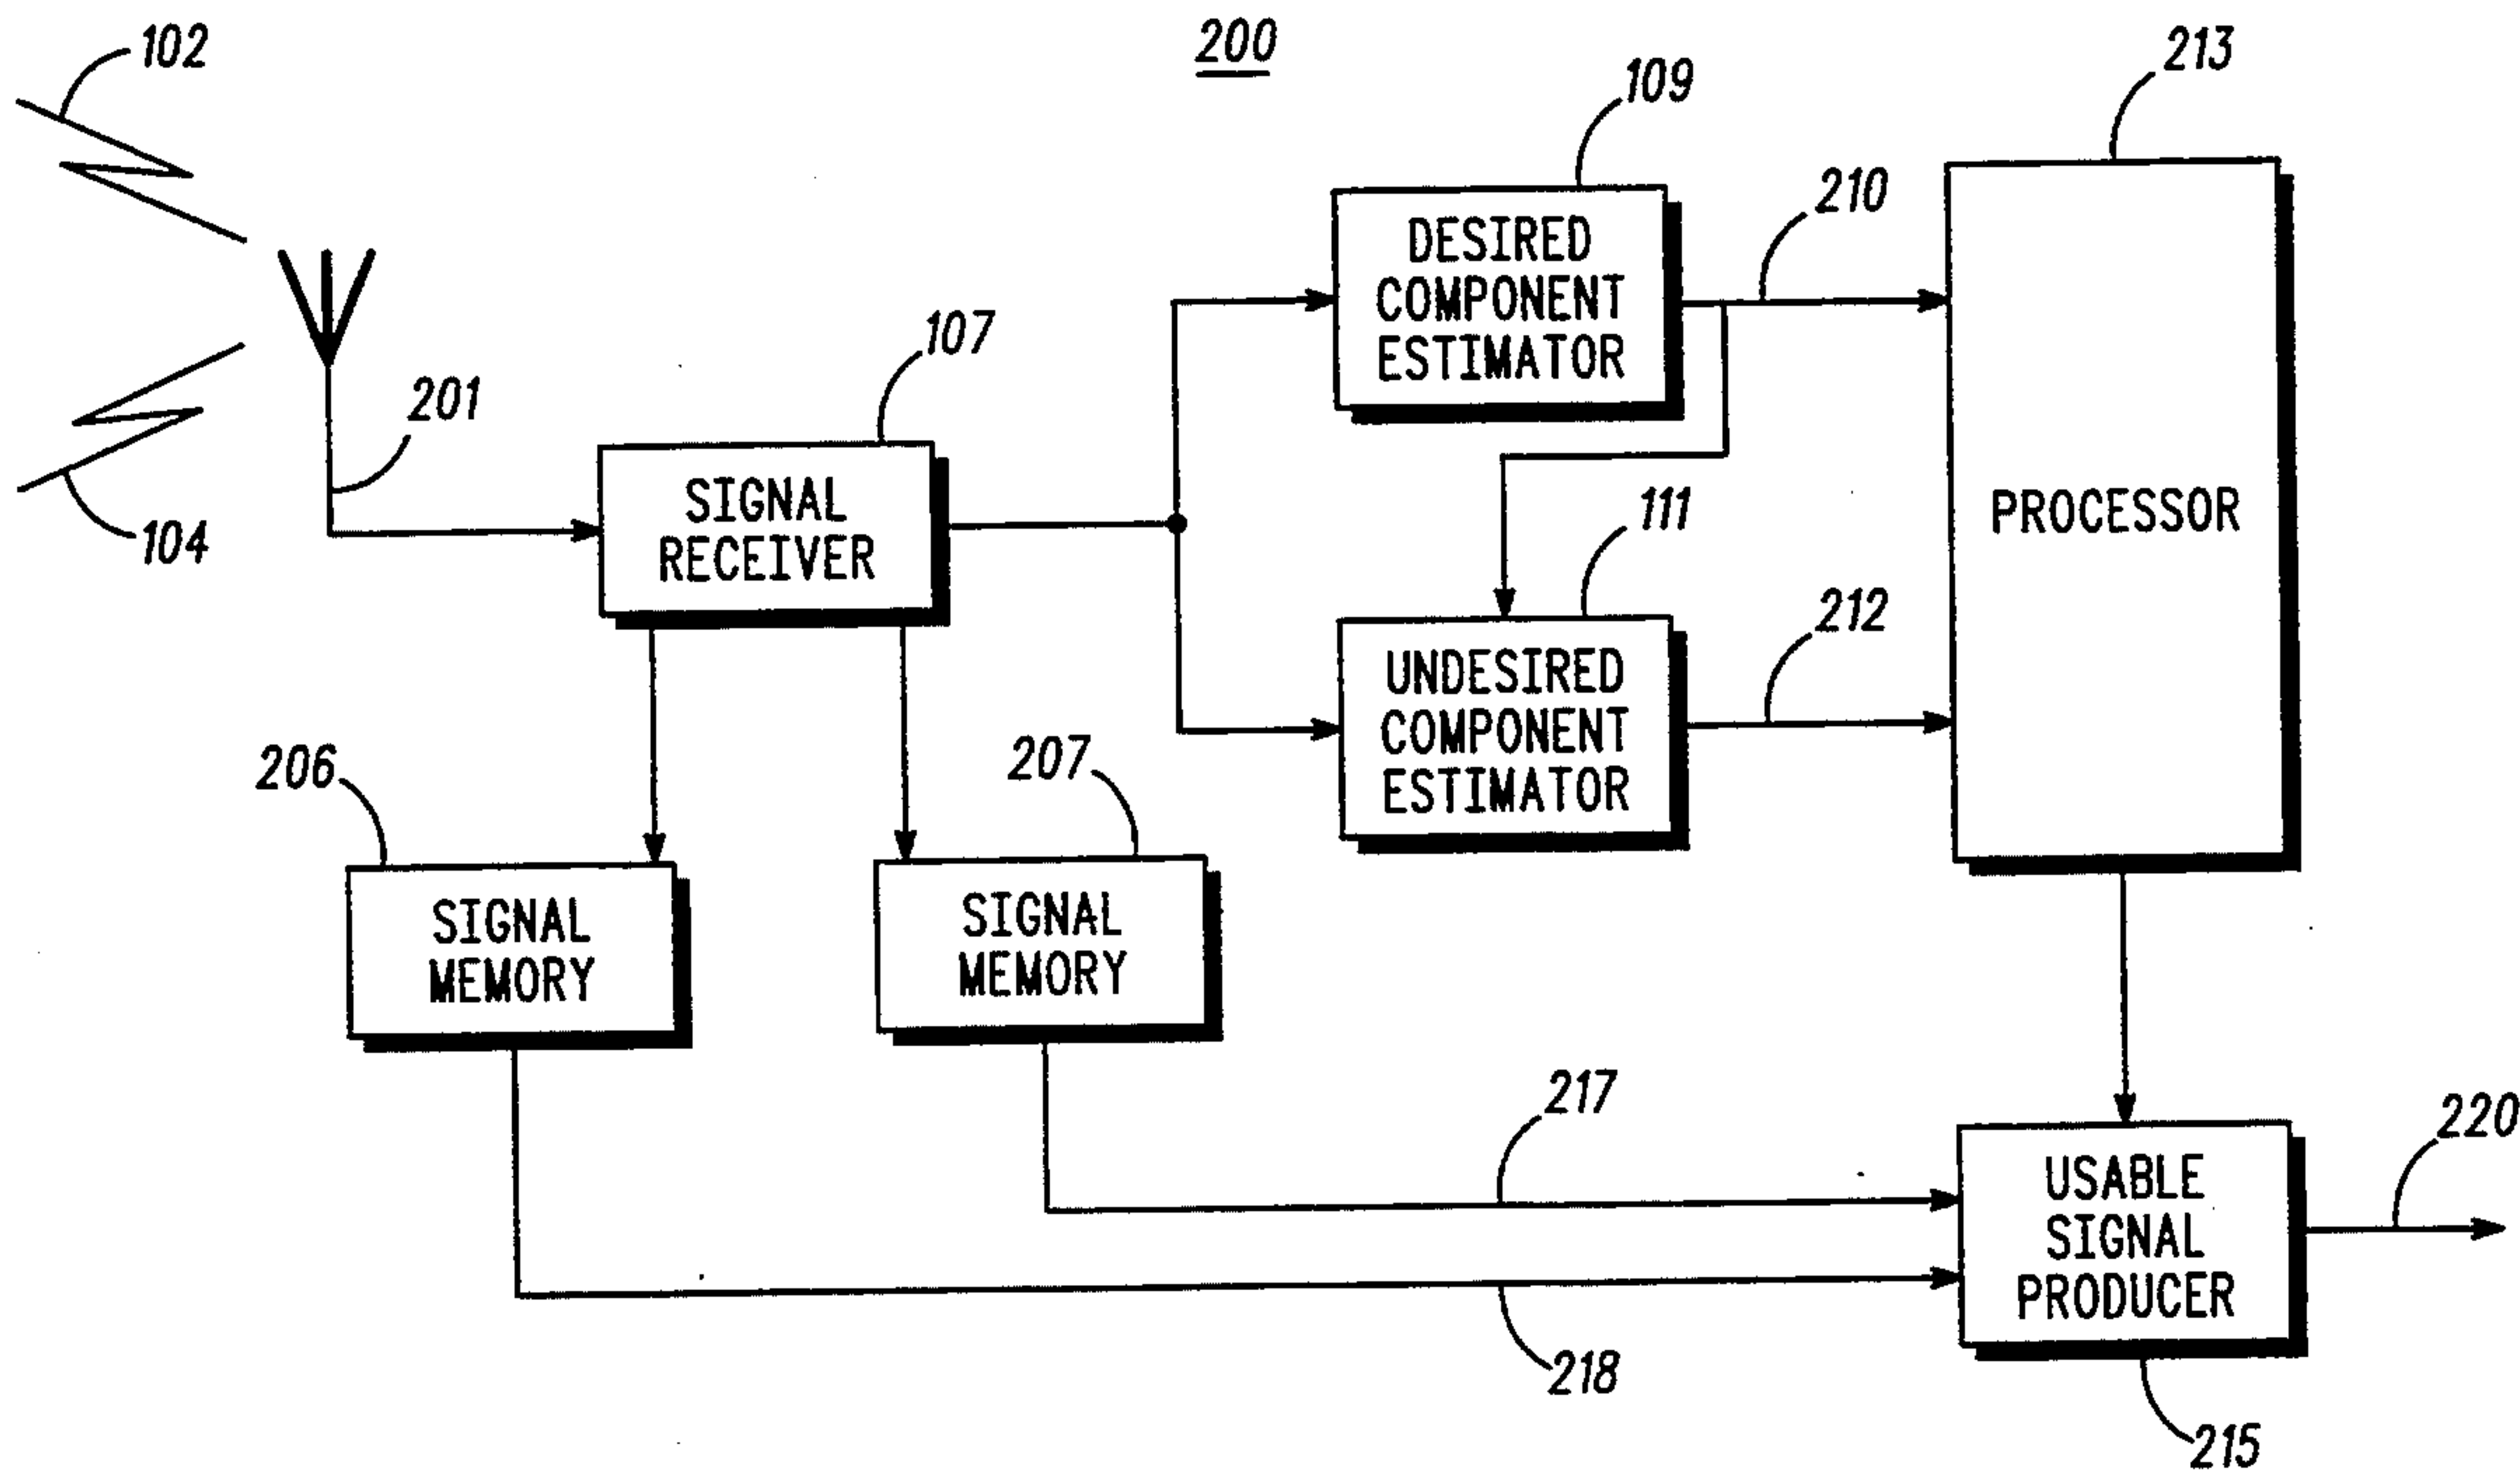 200
102
213
109
210
DESIRED
COMPONENT
ESTIMATOR
107
201
104
SIGNAL
RECEIVER
111
PROCESSOR
212
UNDESIRED
COMPONENT
ESTIMATOR
206
207
SIGNAL
MEMORY
SIGNAL
MEMORY
217
220
USABLE
SIGNAL
PRODUCER
218
215